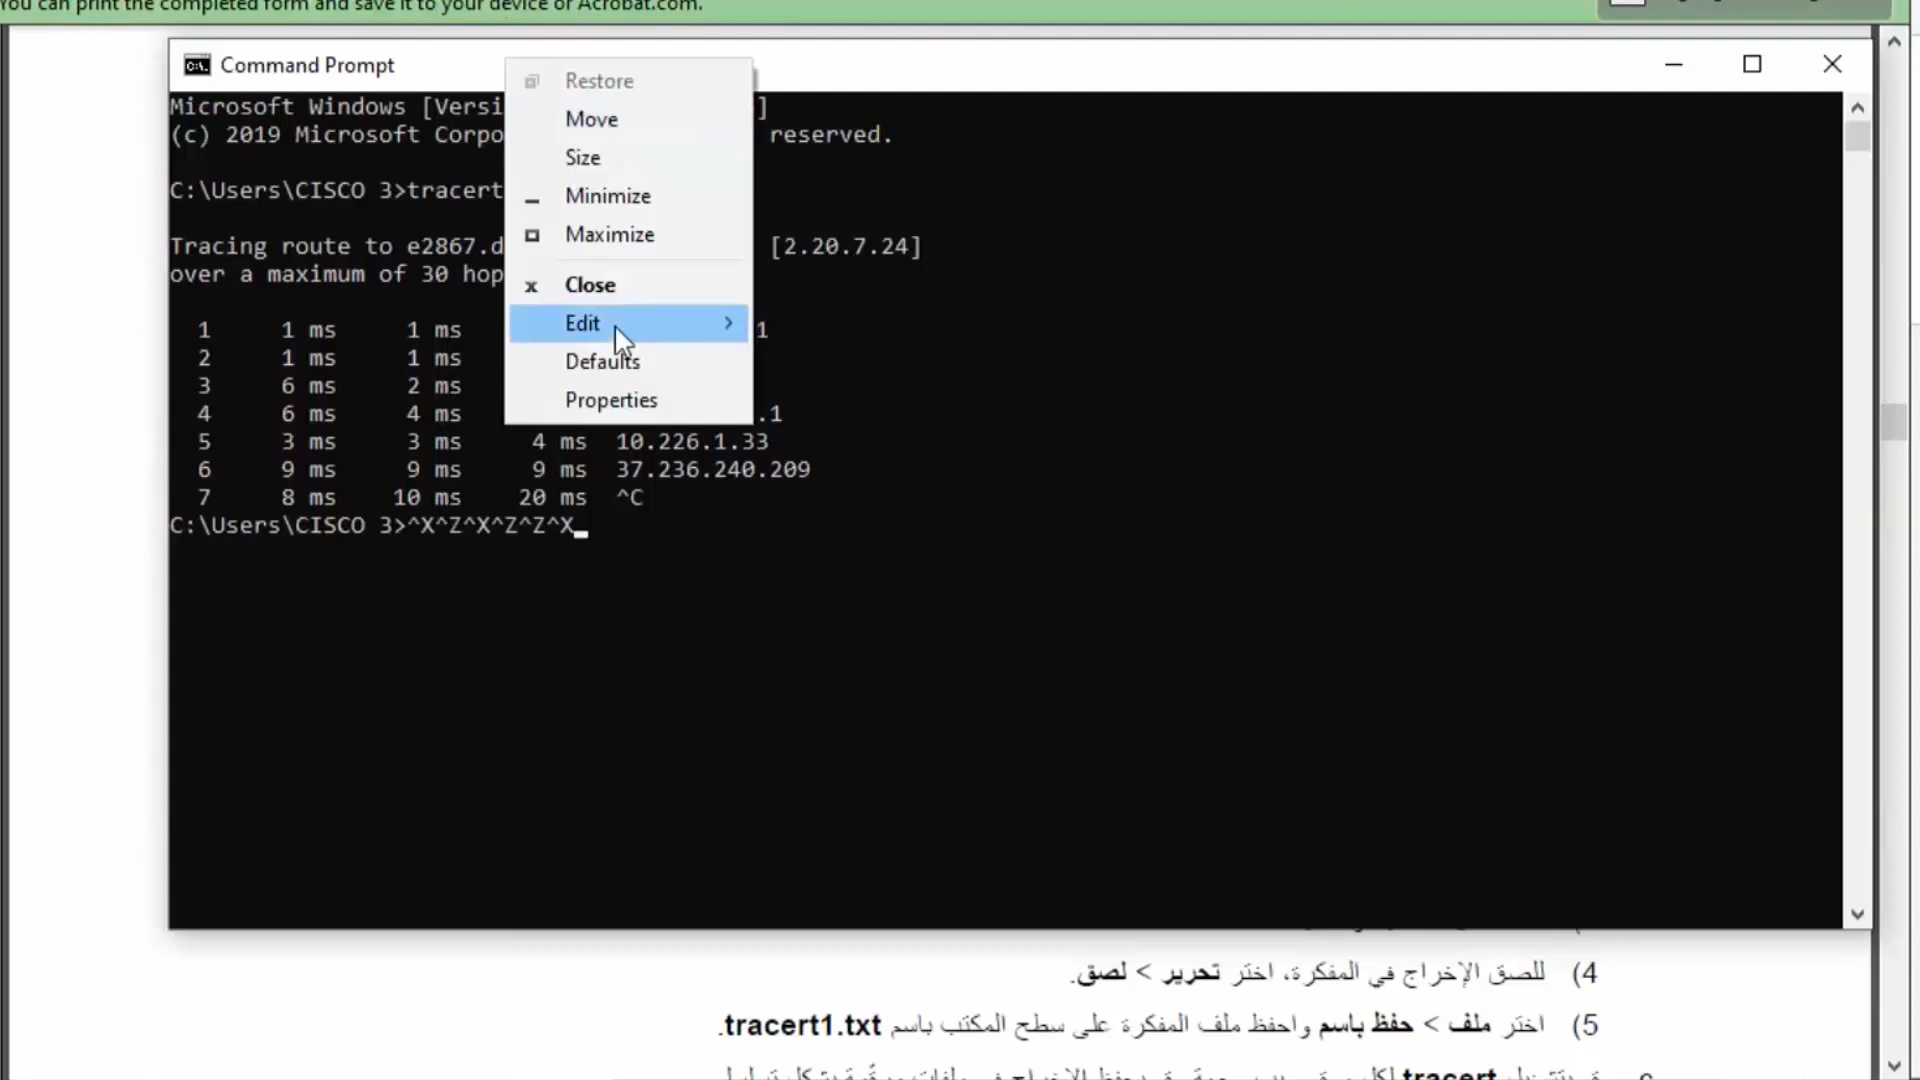 You can print the completed form and save it to your device or Acrobat.com.
Command Prompt
Restore
Move
Size
Minimize
Maximize
Close
Edit
Defaults
Properties
Microsoft Windows [Versi ]
(c) 2019 Microsoft Corpo reserved.
C:\Users\CISCO 3>tracert
Tracing route to e2867.d [2.20.7.24]
over a maximum of 30 hop
1 1 ms 1 ms 1
2 1 ms 1 ms
3 6 ms 2 ms
4 6 ms 4 ms .1
5 3 ms 3 ms 4 ms 10.226.1.33
6 9 ms 9 ms 9 ms 37.236.240.209
7 8 ms 10 ms 20 ms ^C
C:\Users\CISCO 3>^X^Z^X^Z^Z^X
4) للصق الإخراج في المفكرة، اختر تحرير > لصق.
5) اختر ملف > حفظ باسم واحفظ ملف المفكرة على سطح المكتب باسم tracert1.txt.
tracert